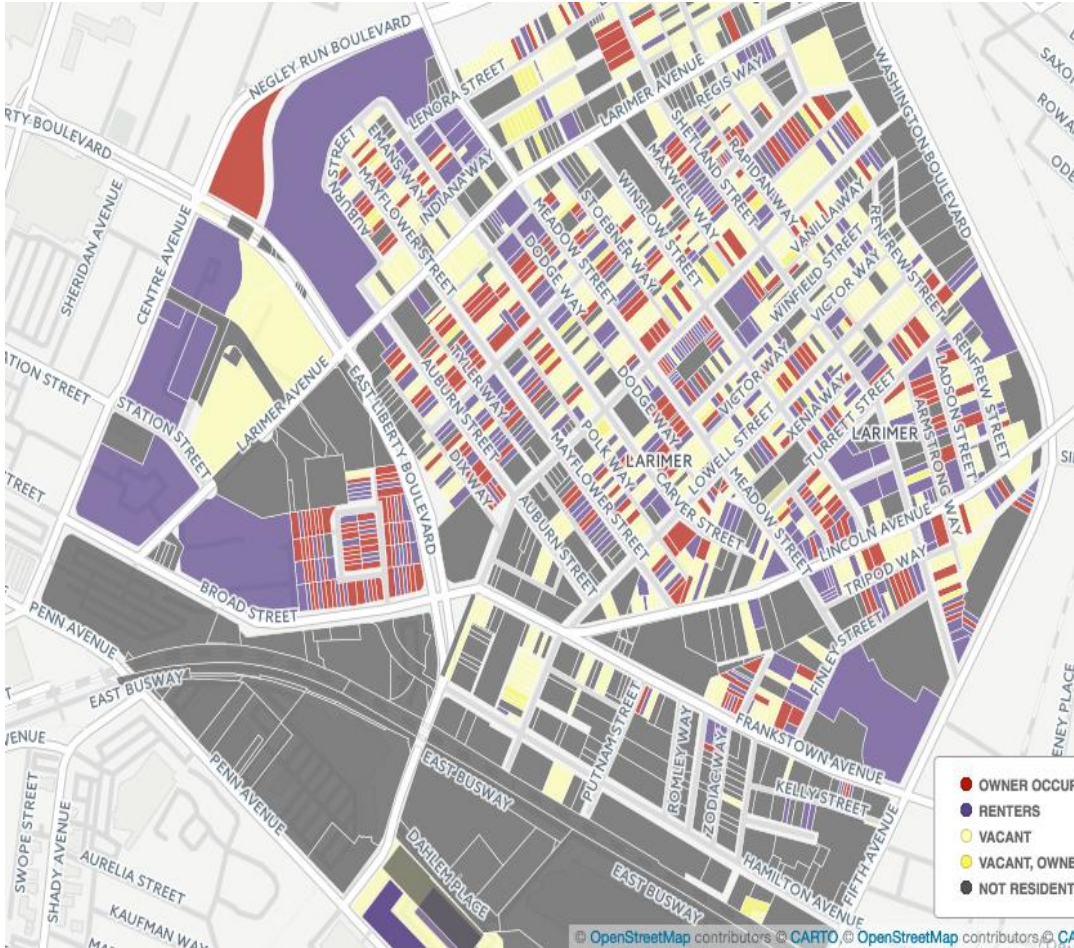 NEGLEY RUN BOULEVARD
LENORA STREET
LARIMER AVENUE
REGIS WAY
WASHINGTON BOULEVARD
SAXO
ROWA
ODE
RTY BOULEVARD
STREET
EMANS WAY
INDIANA WAY
MAYFLOWER STREET
AUBURN
SHETLAND STREET
RAPIDAN WAY
MAXWELL WAY
WINSLOW STREET
SHOEBNER WAY
MEADOW STREET
DODGE WAY
VANILLA WAY
WINFIELD STREET
VICTOR WAY
RENFREW STREET
SHERIDAN AVENUE
CENTRE AVENUE
ATION STREET
STATION STREET
LARIMER AVENUE
EAST LIBERTY BOULEVARD
AUBURN STREET
DIX WAY
MAYFLOWER STREET
POLK WAY
DODGE WAY
CARVER STREET
VICTOR WAY
LOWELL STREET
XENIA WAY
TURRETT STREET
LARIMER
LARIMER
ARMSTRONG WAY
RENFREW STREET
MEADOW STREET
LINCOLN AVENUE
TRIPOD WAY
FINLEY STREET
STREET
AUBURN STREET
BROAD STREET
PENN AVENUE
EAST BUSWAY
PENN AVENUE
EAST BUSWAY
PUTNAM STREET
ROMLEY WAY
ZODIAC WAY
FRANKSTOWN AVENUE
KELLY STREET
HAMILTON AVENUE
FIFTH AVENUE
ENEY PLACE
EAST BUSWAY
DAHLEM PLACE
VENUE
SWOPE STREET
SHADY AVENUE
AURELIA STREET
KAUFMAN WAY
OWNER OCCUP
RENTERS
VACANT
VACANT, OWNE
NOT RESIDENT
© OpenStreetMap contributors © CARTO, © OpenStreetMap contributors © CA